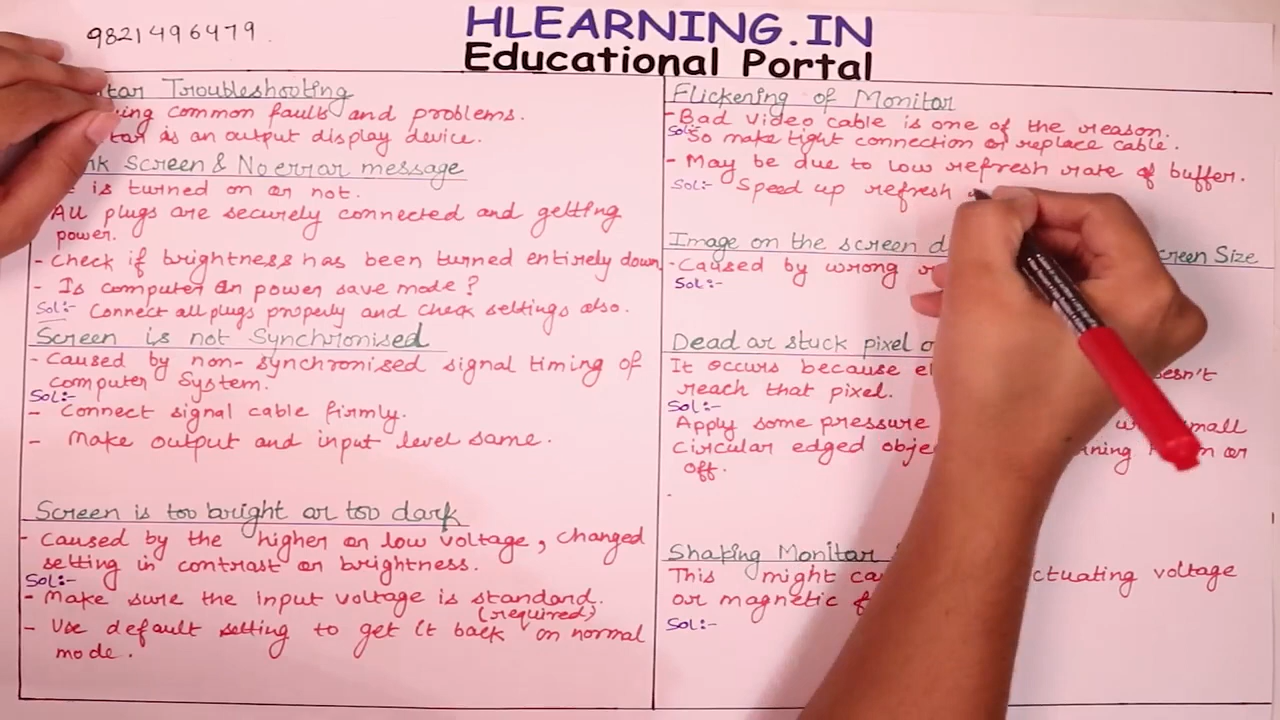 9821496479.
HLEARNING.IN
Educational Portal
Troubleshooting
common faults and problems.
is an output display device.
Screen & No error message
is turned on or not.
All plugs are securely connected and getting
power.
- Check if brightness has been turned entirely down
- Is computer in power save mode?
Sol:- Connect all plugs properly and check settings also.
Screen is not Synchronised
- Caused by non-synchronised signal timing of
computer System.
Sol:-
- Connect signal cable firmly.
- Make output and input level same.
Screen is too bright or too dark
- Caused by the higher or low voltage, changed
setting in contrast or brightness.
Sol:-
- Make sure the input voltage is standard.
(required)
- Use default setting to get it back on normal
mode.
Flickering of Monitor
- Bad video cable is one of the reason.
Sol:- So make tight connection or replace cable.
- May be due to low refresh rate of buffer.
Sol:- Speed up refresh
Image on the screen Screen Size
- Caused by wrong
Sol:-
Dead or stuck pixel
It occurs because
reach that pixel.
Sol:-
Apply some pressure small
Circular edged or
off.
Shaking Monitor
This might voltage
or magnetic
Sol:-